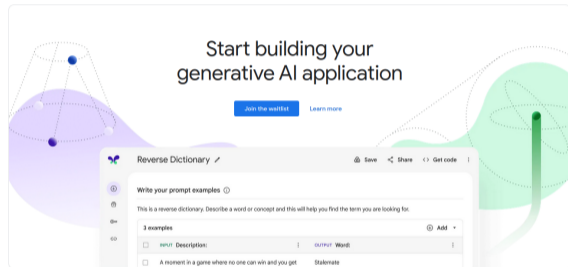 Start building your
generative AI application
Join the waitlist
Learn more
Reverse Dictionary
Save
Share
Get code
Write your prompt examples
This is a reverse dictionary. Describe a word or concept and this will help you find the term you are looking for.
3 examples
Add
INPUT Description:
OUTPUT Word:
A moment in a game where no one can win and you get
Stalemate